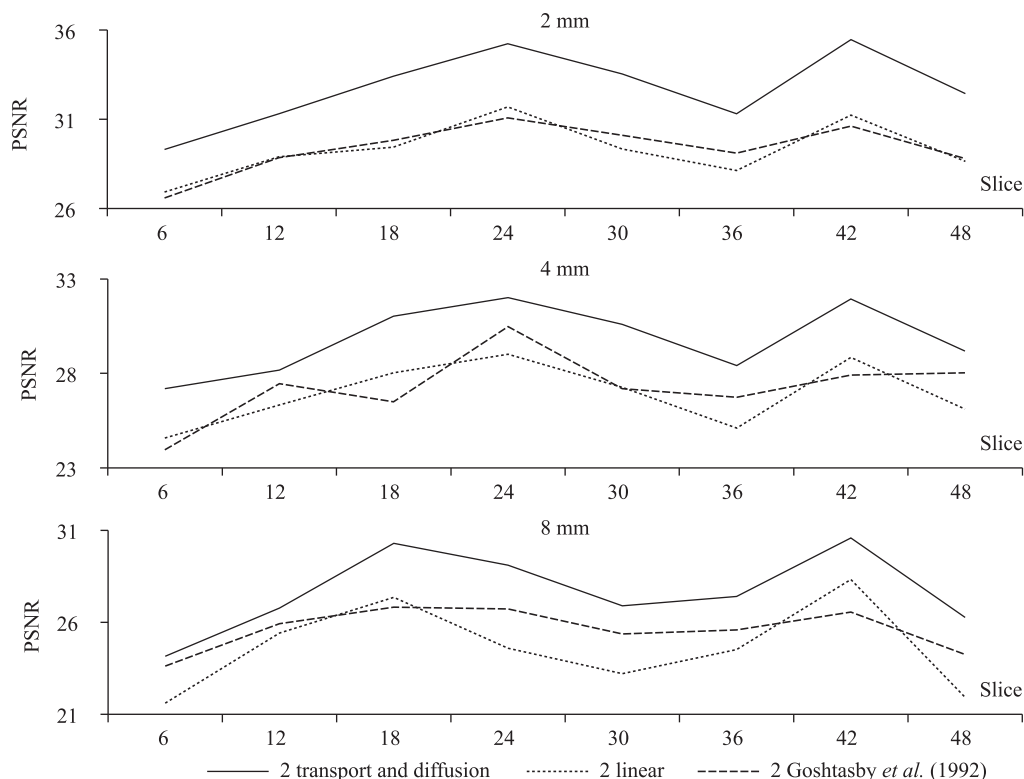 2 mm
36
31
26
PSNR
Slice
6 12 18 24 30 36 42 48
4 mm
33
28
23
PSNR
Slice
6 12 18 24 30 36 42 48
8 mm
31
26
21
PSNR
Slice
6 12 18 24 30 36 42 48
2 transport and diffusion 2 linear 2 Goshtasby et al. (1992)